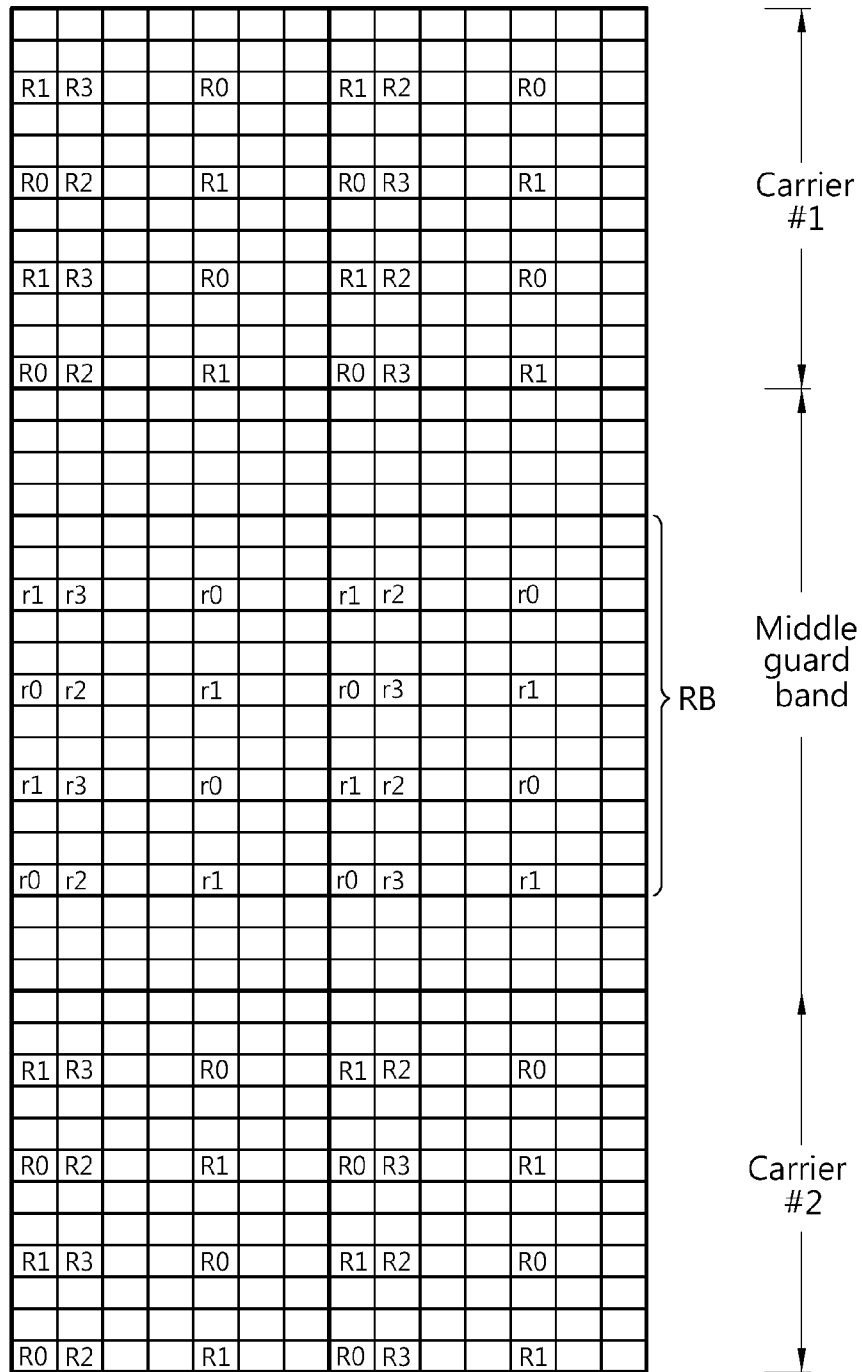 R1 R3 R0 R1 R2 R0
R0 R2 R1 R0 R3 R1
Carrier
#1
R1 R3 R0 R1 R2 R0
R0 R2 R1 R0 R3 R1
r1 r3 r0 r1 r2 r0
Middle
guard
band
r0 r2 r1 r0 r3 r1
RB
r1 r3 r0 r1 r2 r0
r0 r2 r1 r0 r3 r1
R1 R3 R0 R1 R2 R0
R0 R2 R1 R0 R3 R1
Carrier
#2
R1 R3 R0 R1 R2 R0
R0 R2 R1 R0 R3 R1